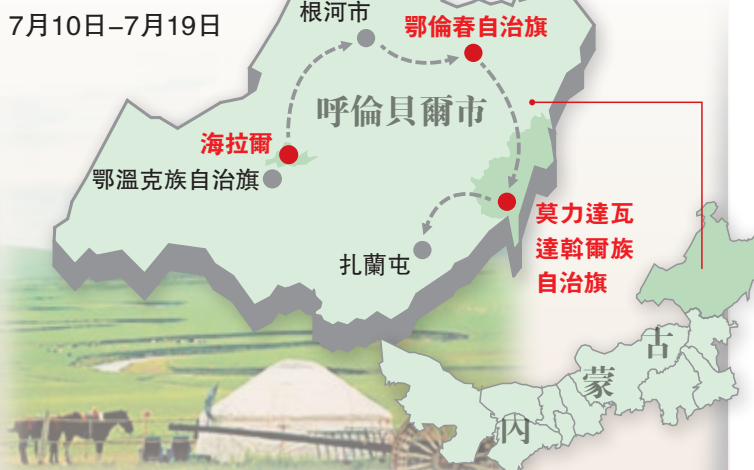 7月10日–7月19日
根河市
鄂倫春自治旗
呼倫貝爾市
海拉爾
鄂溫克族自治旗
莫力達瓦
達斡爾族
自治旗
扎蘭屯
內蒙古